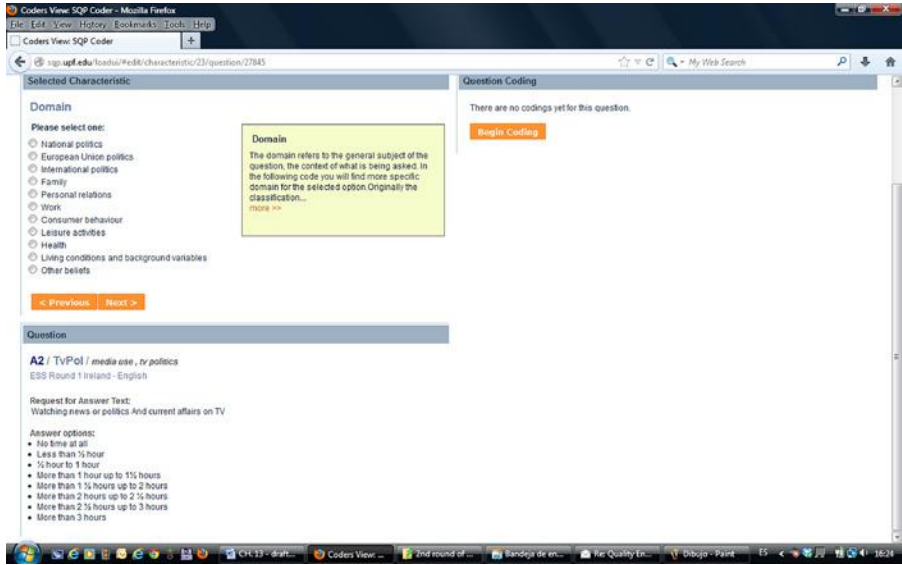 Coders View: SQP Coder - Mozilla Firefox
File Edit View History Bookmarks Tools Help
Coders View: SQP Coder +
sqp.upf.edu/loadui/#edit/characteristic/23/question/27845
My Web Search
Selected Characteristic
Domain
Please select one:
National politics
European Union politics
International politics
Family
Personal relations
Work
Consumer behaviour
Leisure activities
Health
Living conditions and background variables
Other beliefs
Domain
The domain refers to the general subject of the
question, the context of what is being asked. In
the following code you will find more specific
domain for the selected option.Originally the
classification...
more >>
< Previous Next >
Question Coding
There are no codings yet for this question.
Begin Coding
Question
A2 / TvPol / media use , tv politics
ESS Round 1 Ireland - English
Request for Answer Text:
Watching news or politics And current affairs on TV
Answer options:
• No time at all
• Less than ½ hour
• ½ hour to 1 hour
• More than 1 hour up to 1½ hours
• More than 1 ½ hours up to 2 hours
• More than 2 hours up to 2 ½ hours
• More than 2 ½ hours up to 3 hours
• More than 3 hours
CH. 13 - draft... Coders View: ... 2nd round of ... Bandeja de en... Re: Quality En... Dibujo - Paint ES 16:24